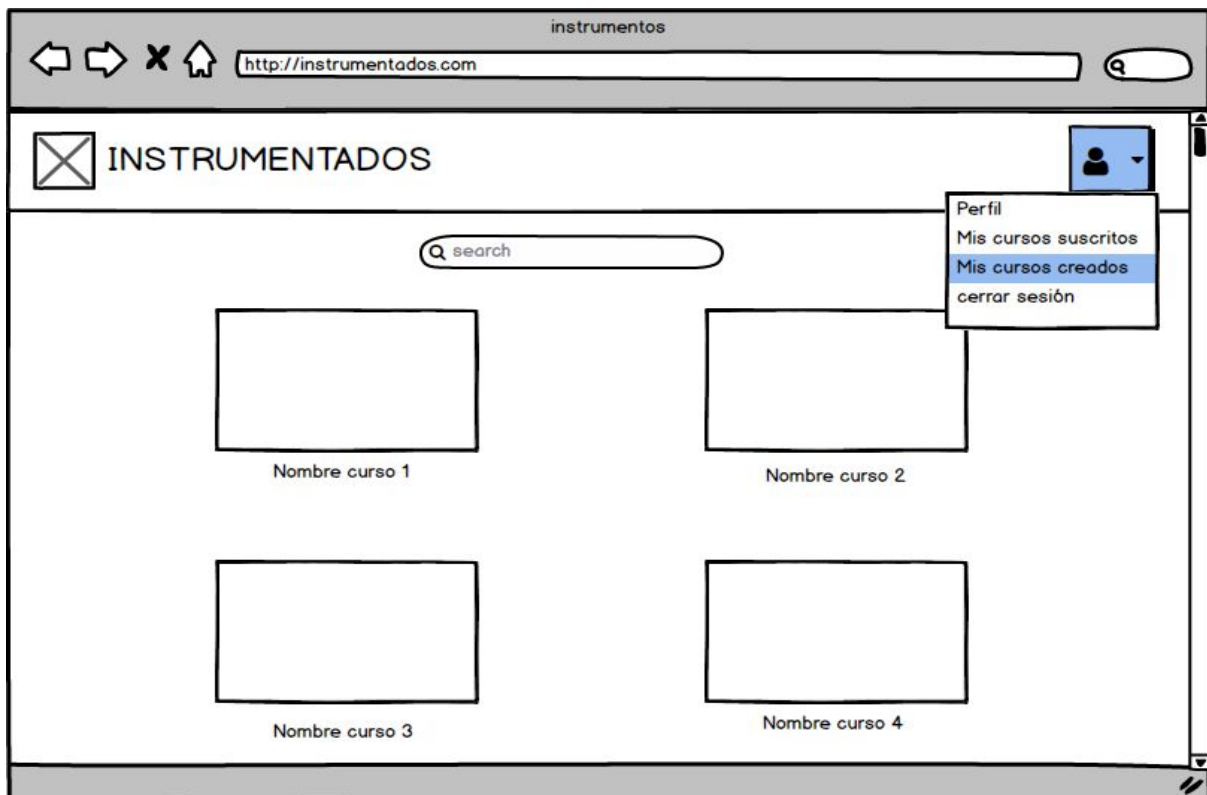 instrumentos
http://instrumentados.com
INSTRUMENTADOS
Perfil
Mis cursos suscritos
Mis cursos creados
cerrar sesión
search
Nombre curso 1
Nombre curso 2
Nombre curso 3
Nombre curso 4